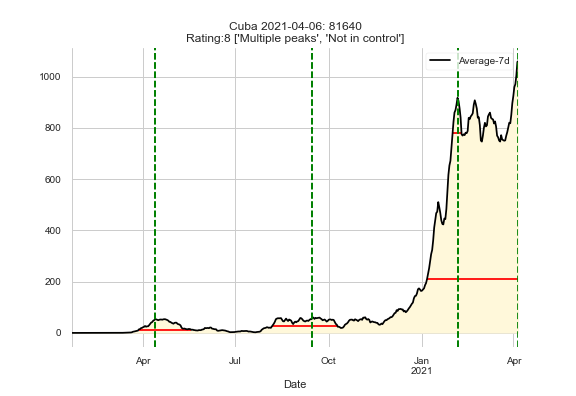 Cuba 2021-04-06: 81640
Rating:8 ['Multiple peaks', 'Not in control']
Average-7d
1000
800
600
400
200
0
Apr
Jul
Oct
Jan
2021
Apr
Date